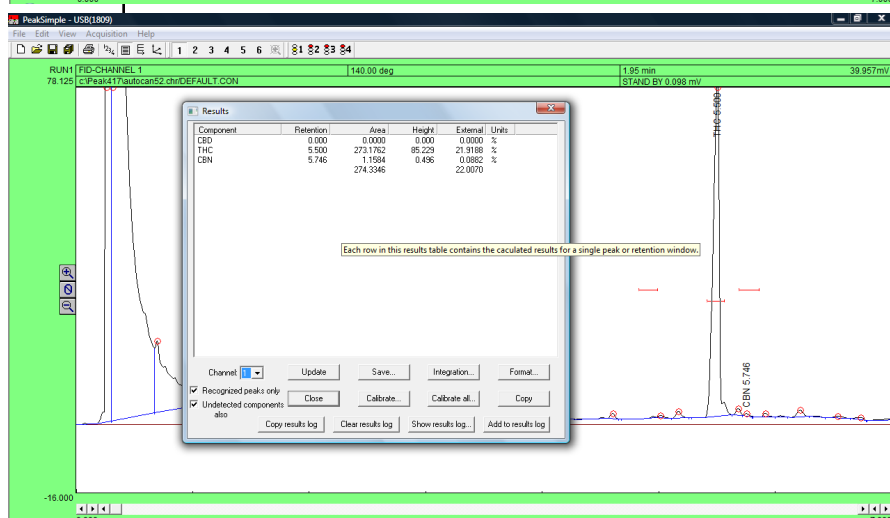 PeakSimple - USB(1809)
File Edit View Acquisition Help
1 2 3 4 5 6 81 82 83 84
RUN1 FID-CHANNEL 1 140.00 deg 1.95 min 39.957mV
78.125 c:\Peak417\autocan52.chr/DEFAULT.CON STAND BY 0.098 mV
THC 5.500
Results
Component Retention Area Height External Units
CBD 0.000 0.0000 0.000 0.0000 %
THC 5.500 273.1762 85.229 21.9188 %
CBN 5.746 1.1584 0.496 0.0882 %
274.3346 22.0070
Each row in this results table contains the caculated results for a single peak or retention window.
Channel: 1 Update Save... Integration... Format...
Recognized peaks only
Undetected components also
Close Calibrate... Calibrate all... Copy
Copy results log Clear results log Show results log... Add to results log
CBN 5.746
-16.000